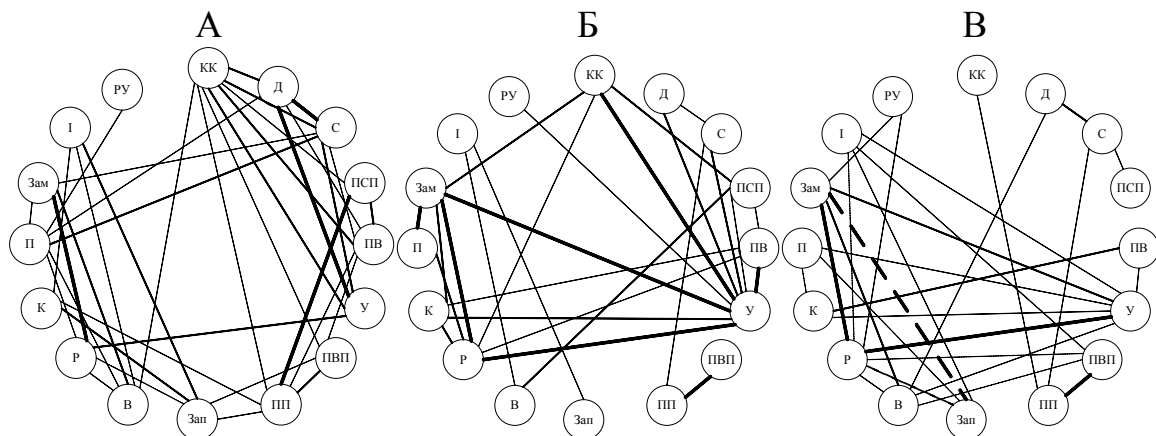 А
КК
Д
С
ПСП
ПВ
У
ПВП
ПП
Зап
В
Р
К
П
Зам
І
РУ
Б
КК
Д
С
ПСП
ПВ
У
ПВП
ПП
Зап
В
Р
К
П
Зам
І
РУ
В
КК
Д
С
ПСП
ПВ
У
ПВП
ПП
Зап
В
Р
К
П
Зам
І
РУ